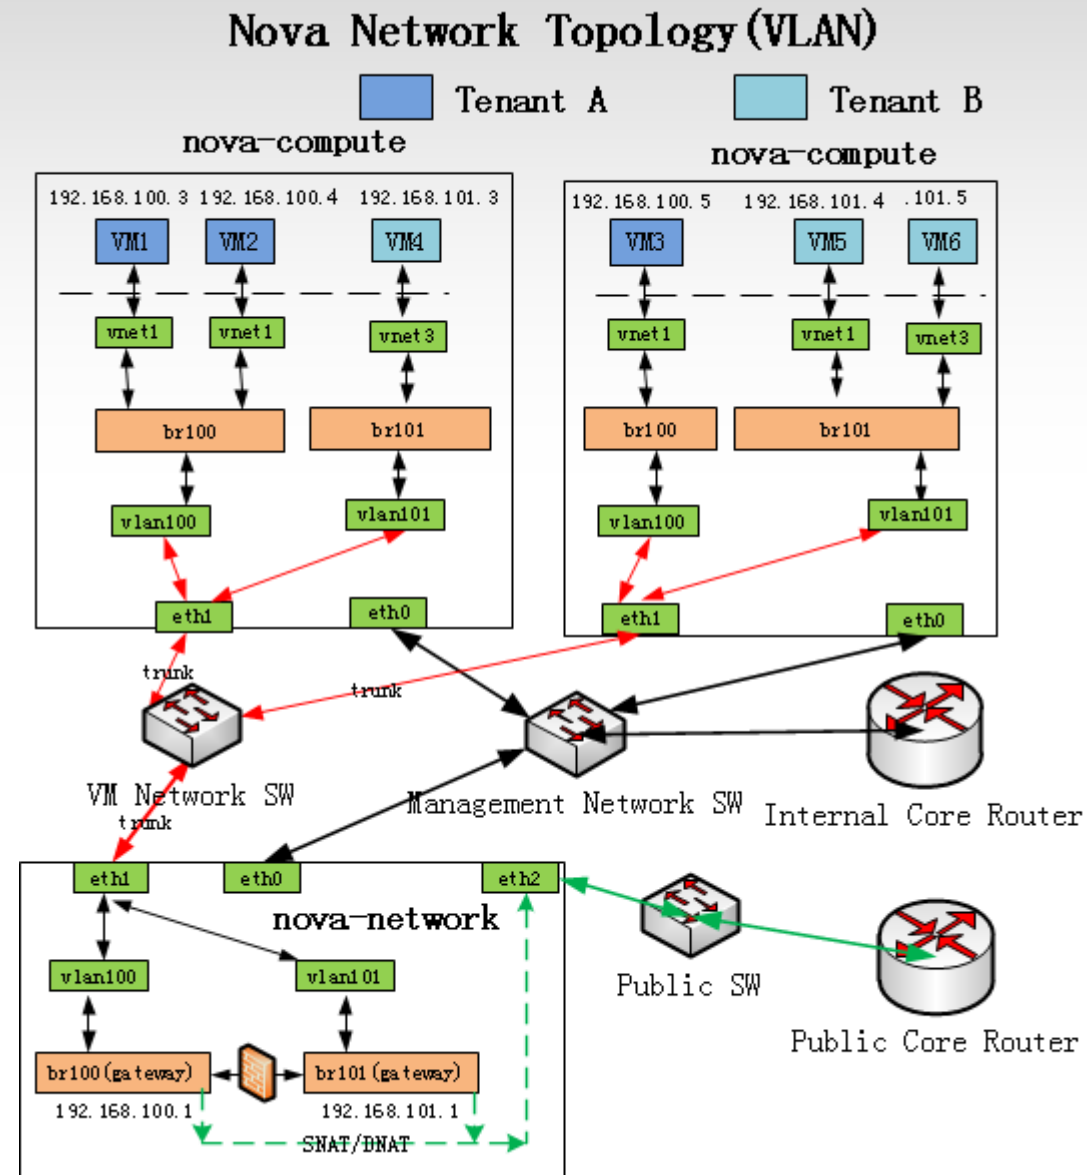 Nova Network Topology(VLAN)
Tenant A
Tenant B
nova-compute
nova-compute
192.168.100.3 192.168.100.4 192.168.101.3
192.168.100.5 192.168.101.4 .101.5
VM1 VM2 VM4
VM3 VM5 VM6
vnet1 vnet1 vnet3
vnet1 vnet1 vnet3
br100 br101
br100 br101
vlan100 vlan101
vlan100 vlan101
eth1 eth0
eth1 eth0
trunk
trunk
VM Network SW
Management Network SW
Internal Core Router
trunk
eth1 eth0 eth2
nova-network
vlan100 vlan101
Public SW
Public Core Router
br100(gateway) br101(gateway)
192.168.100.1 192.168.101.1
SNAT/DNAT